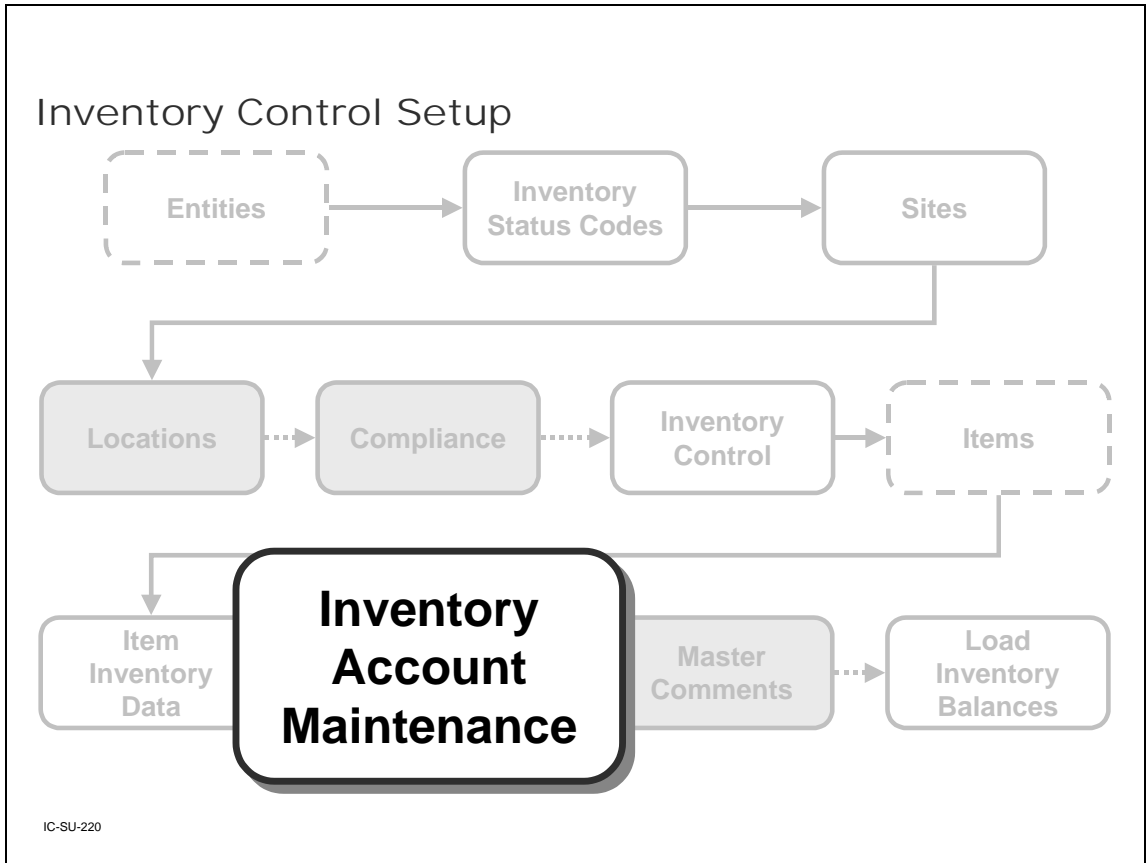 Inventory Control Setup
Entities
Inventory
Status Codes
Sites
Locations
Compliance
Inventory
Control
Items
Item
Inventory
Data
Inventory
Account
Maintenance
Master
Comments
Load
Inventory
Balances
IC-SU-220